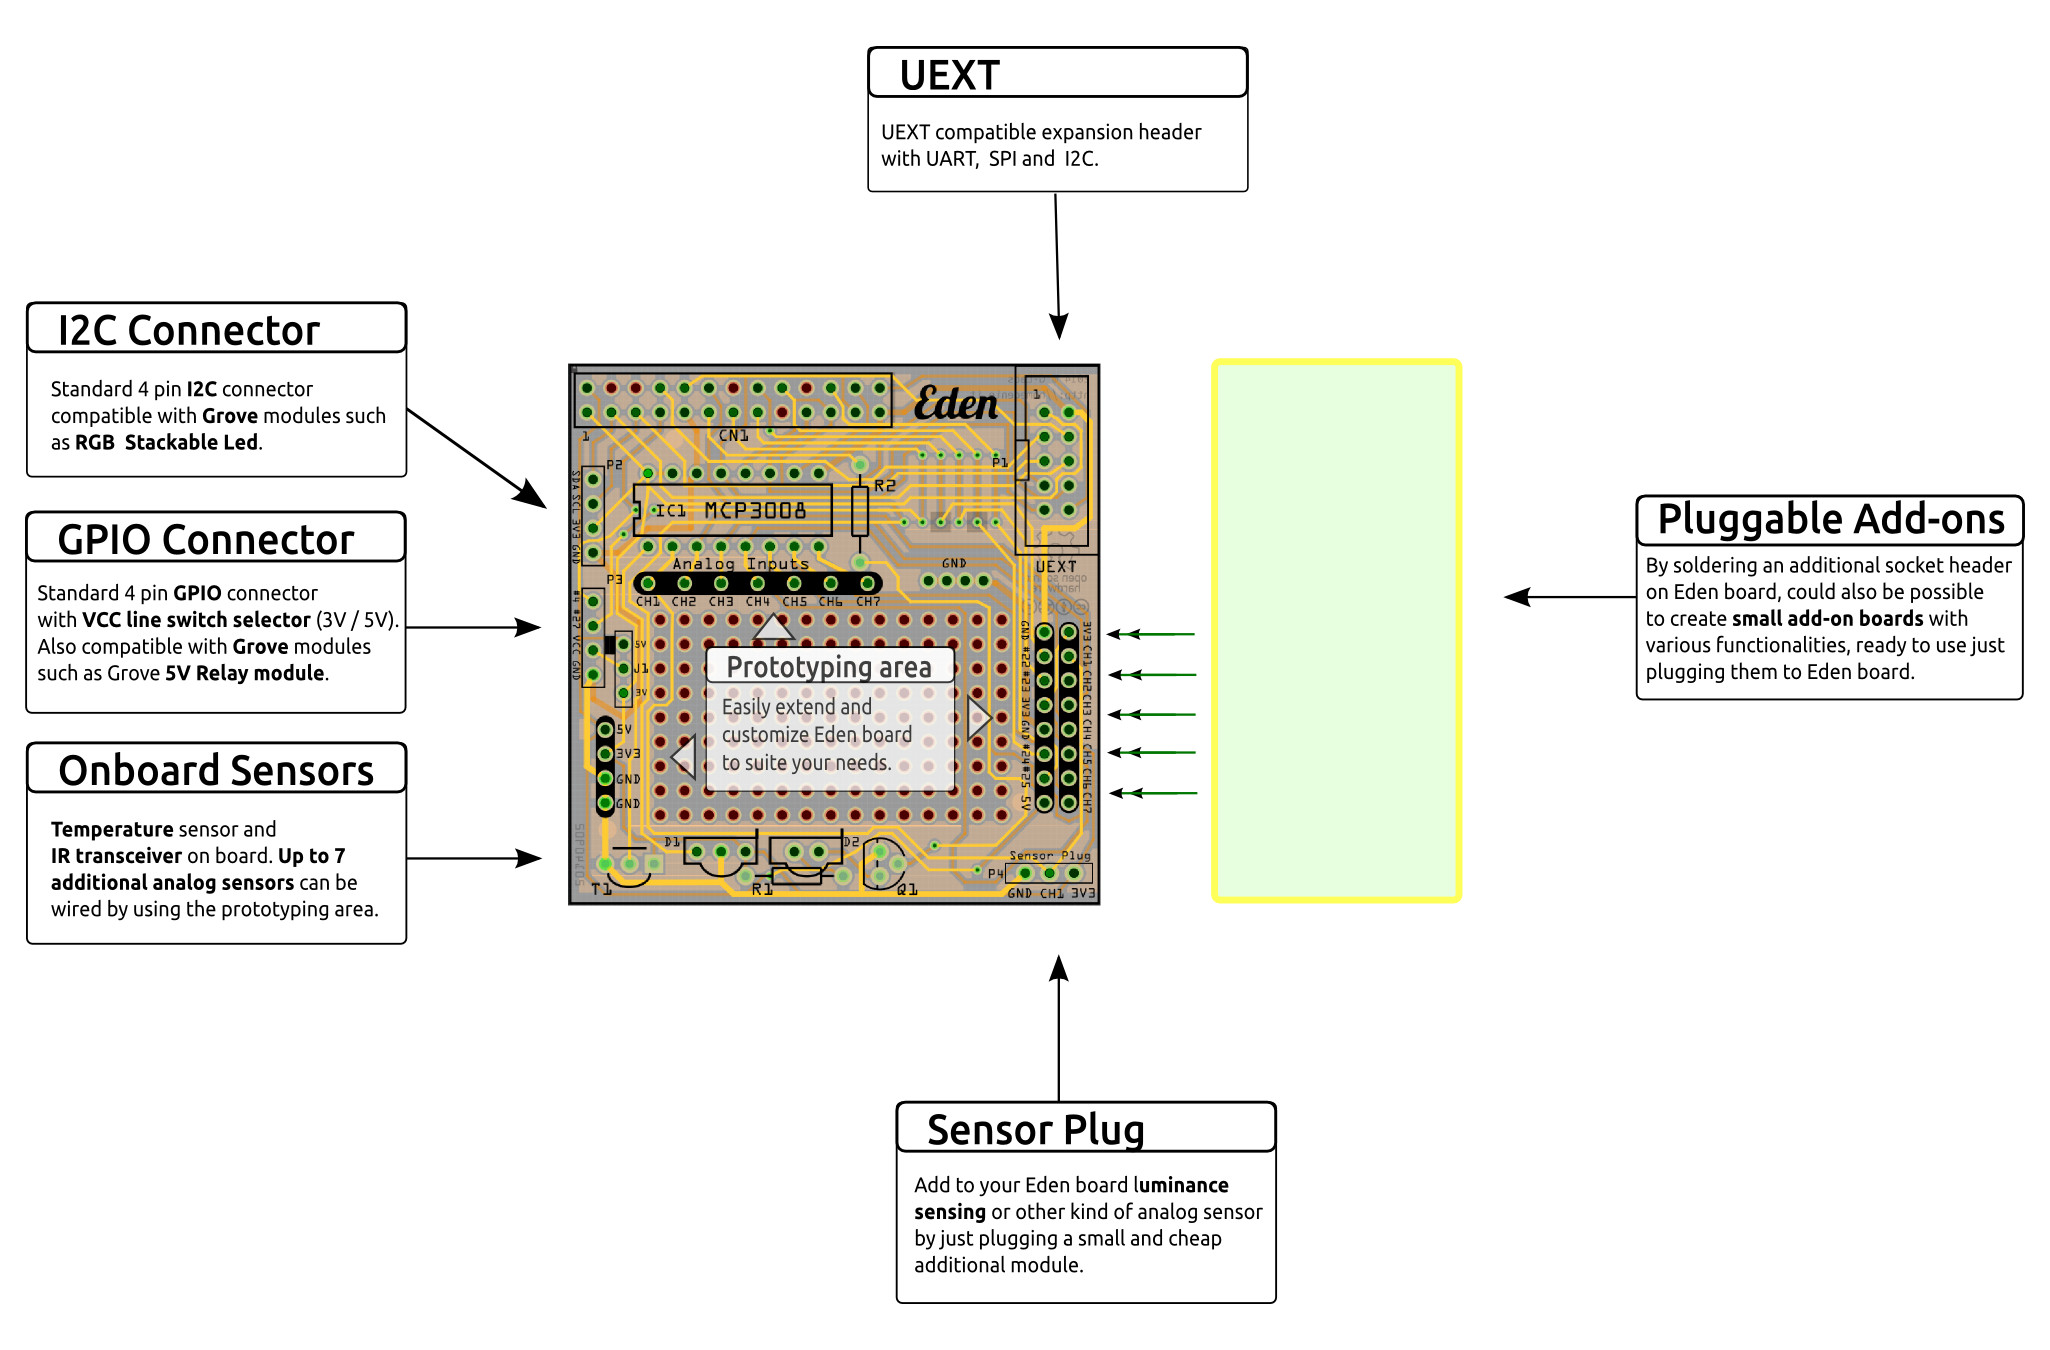 UEXT
UEXT compatible expansion header
with UART, SPI and I2C.
I2C Connector
Standard 4 pin I2C connector
compatible with Grove modules such
as RGB Stackable Led.
GPIO Connector
Standard 4 pin GPIO connector
with VCC line switch selector (3V / 5V).
Also compatible with Grove modules
such as Grove 5V Relay module.
Onboard Sensors
Temperature sensor and
IR transceiver on board. Up to 7
additional analog sensors can be
wired by using the prototyping area.
Eden
1
1
CN1
P2
SDA SCL 3V3 GND
P1
R2
IC1 MCP3008
Analog Inputs
GND
UEXT
open source
hardware
P3
CH1 CH2 CH3 CH4 CH5 CH6 CH7
#4 #27 VCC GND
5V
J1
3V
Prototyping area
Easily extend and
customize Eden board
to suite your needs.
GND #22 #23 3V3 GND #24 #25 5V
3V3 CH1 CH2 CH3 CH4 CH5 CH6 CH7
5V
3V3
GND
GND
D1
D2
T1
R1
Q1
Sensor Plug
P4
GND CH1 3V3
Pluggable Add-ons
By soldering an additional socket header
on Eden board, could also be possible
to create small add-on boards with
various functionalities, ready to use just
plugging them to Eden board.
Sensor Plug
Add to your Eden board luminance
sensing or other kind of analog sensor
by just plugging a small and cheap
additional module.